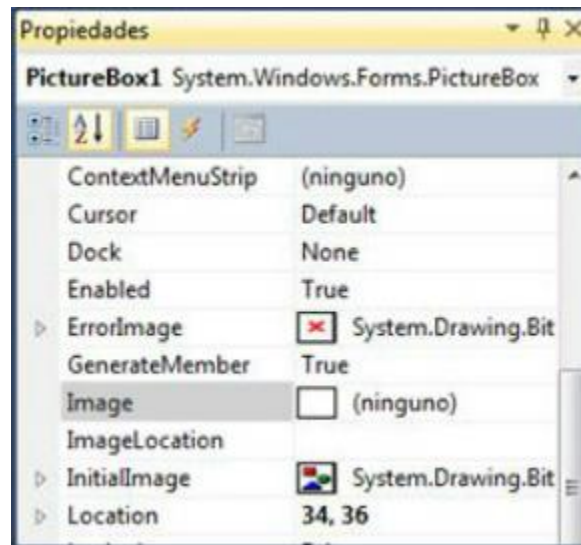 Propiedades
PictureBox1 System.Windows.Forms.PictureBox
ContextMenuStrip (ninguno)
Cursor Default
Dock None
Enabled True
ErrorImage System.Drawing.Bit
GenerateMember True
Image (ninguno)
ImageLocation
InitialImage System.Drawing.Bit
Location 34, 36